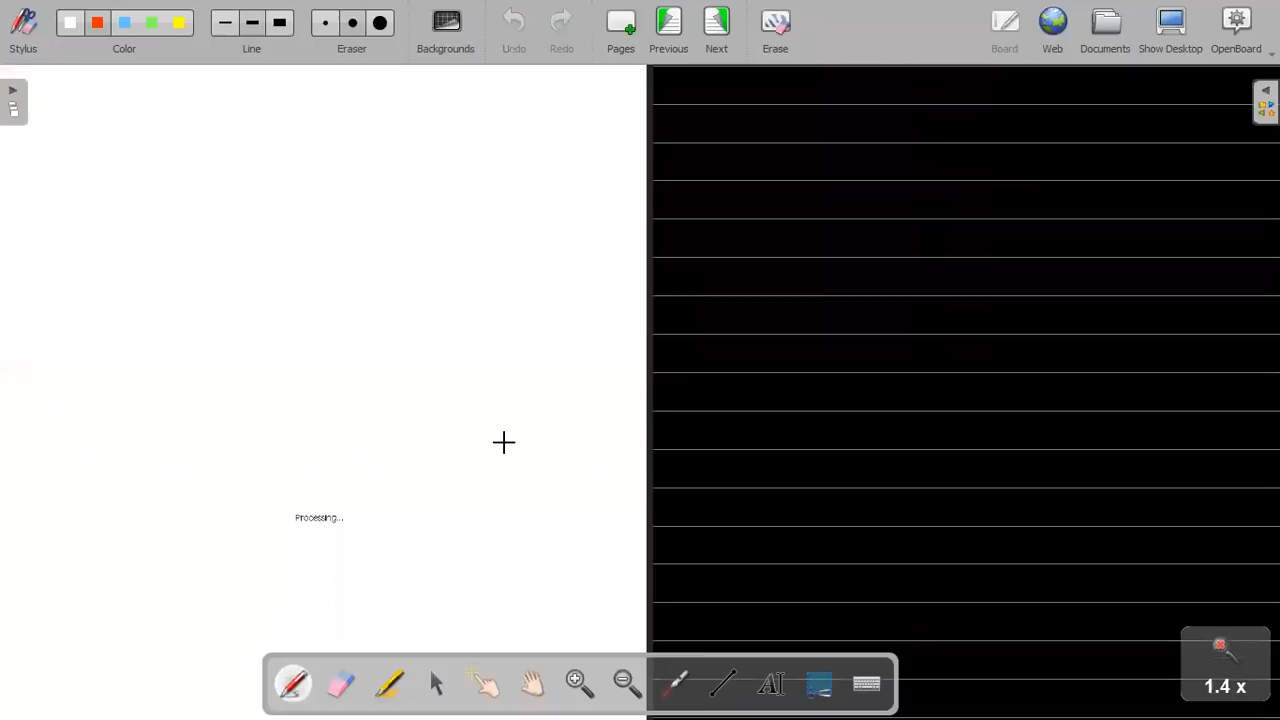 Stylus
Color
Line
Eraser
Backgrounds
Undo
Redo
Pages
Previous
Next
Erase
Board
Web
Documents
Show Desktop
OpenBoard
Processing...
AI
1.4 x